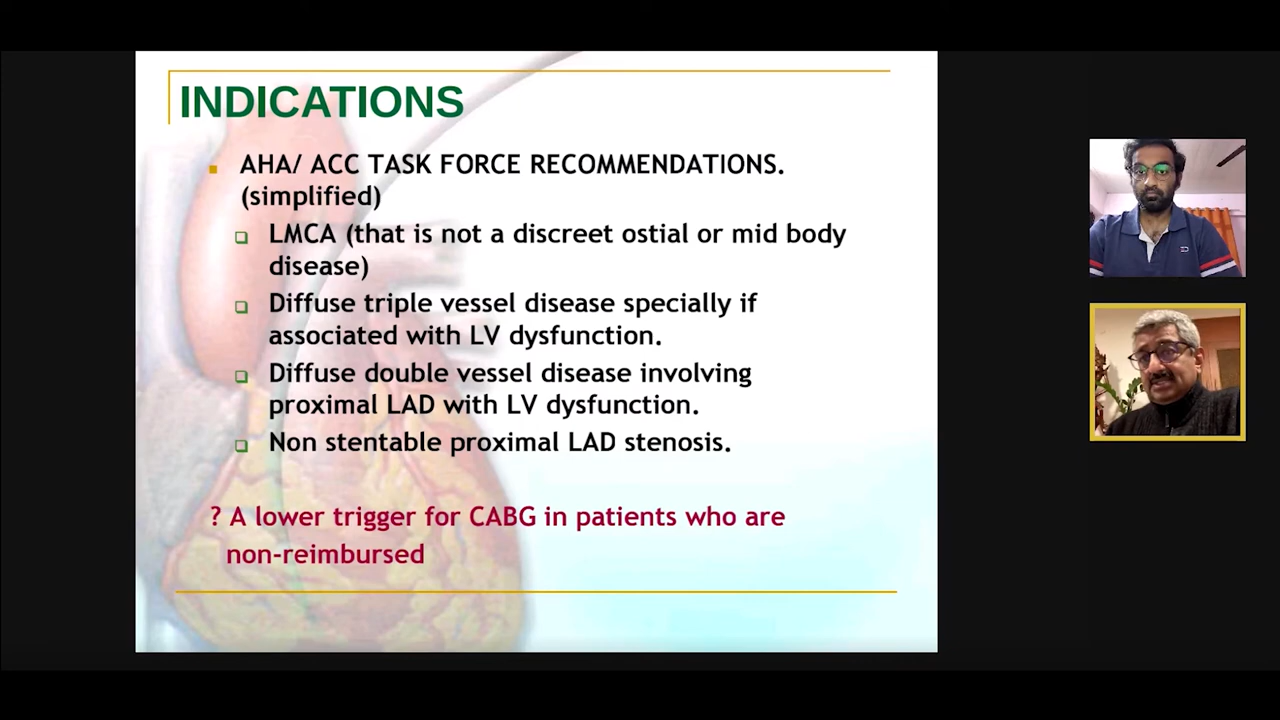 INDICATIONS
AHA/ ACC TASK FORCE RECOMMENDATIONS.
(simplified)
LMCA (that is not a discreet ostial or mid body
disease)
Diffuse triple vessel disease specially if
associated with LV dysfunction.
Diffuse double vessel disease involving
proximal LAD with LV dysfunction.
Non stentable proximal LAD stenosis.
? A lower trigger for CABG in patients who are
non-reimbursed